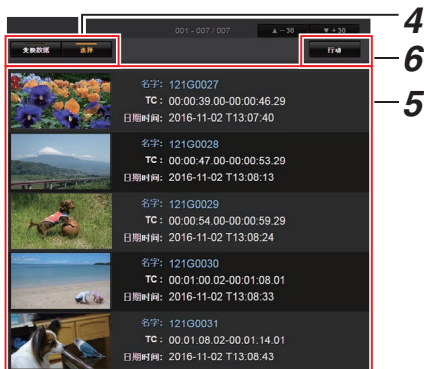 4
001 - 007 / 007 ▲ - 30 ▼ + 30
变换数据 选择 行动
6
5
名字: 121G0027
TC: 00:00:39.00-00:00:46.29
日期时间: 2016-11-02 T13:07:40
名字: 121G0028
TC: 00:00:47.00-00:00:53.29
日期时间: 2016-11-02 T13:08:13
名字: 121G0029
TC: 00:00:54.00-00:00:59.29
日期时间: 2016-11-02 T13:08:24
名字: 121G0030
TC: 00:01:00.02-00:01:08.01
日期时间: 2016-11-02 T13:08:33
名字: 121G0031
TC: 00.01.08.02-00.01.14.01
日期时间: 2016-11-02 T13:08:43